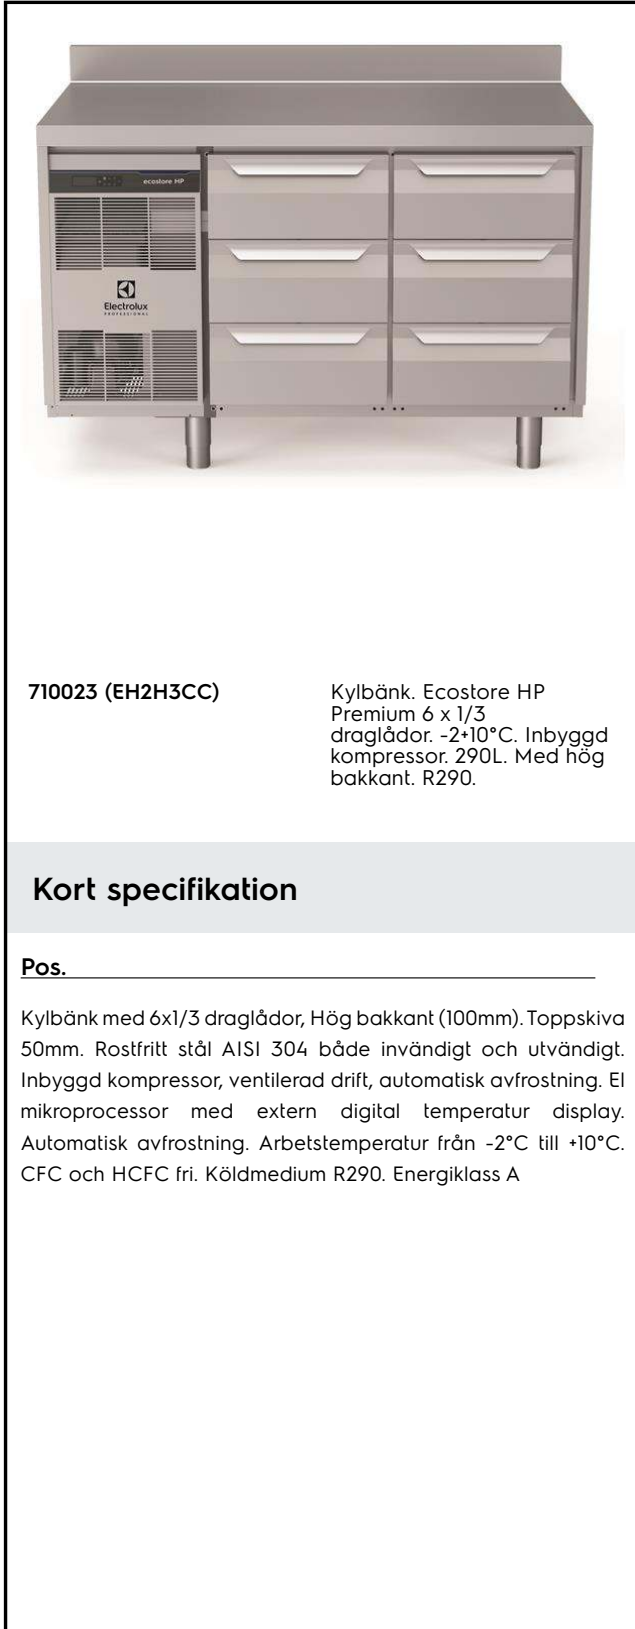 ecostore HP
Electrolux
PROFESSIONAL
710023 (EH2H3CC)
Kylbänk. Ecostore HP
Premium 6 x 1/3
draglådor. -2+10°C. Inbyggd
kompressor. 290L. Med hög
bakkant. R290.
Kort specifikation
Pos.
Kylbänk med 6x1/3 draglådor, Hög bakkant (100mm). Toppskiva
50mm. Rostfritt stål AISI 304 både invändigt och utvändigt.
Inbyggd kompressor, ventilerad drift, automatisk avfrostning. El
mikroprocessor med extern digital temperatur display.
Automatisk avfrostning. Arbetstemperatur från -2°C till +10°C.
CFC och HCFC fri. Köldmedium R290. Energiklass A